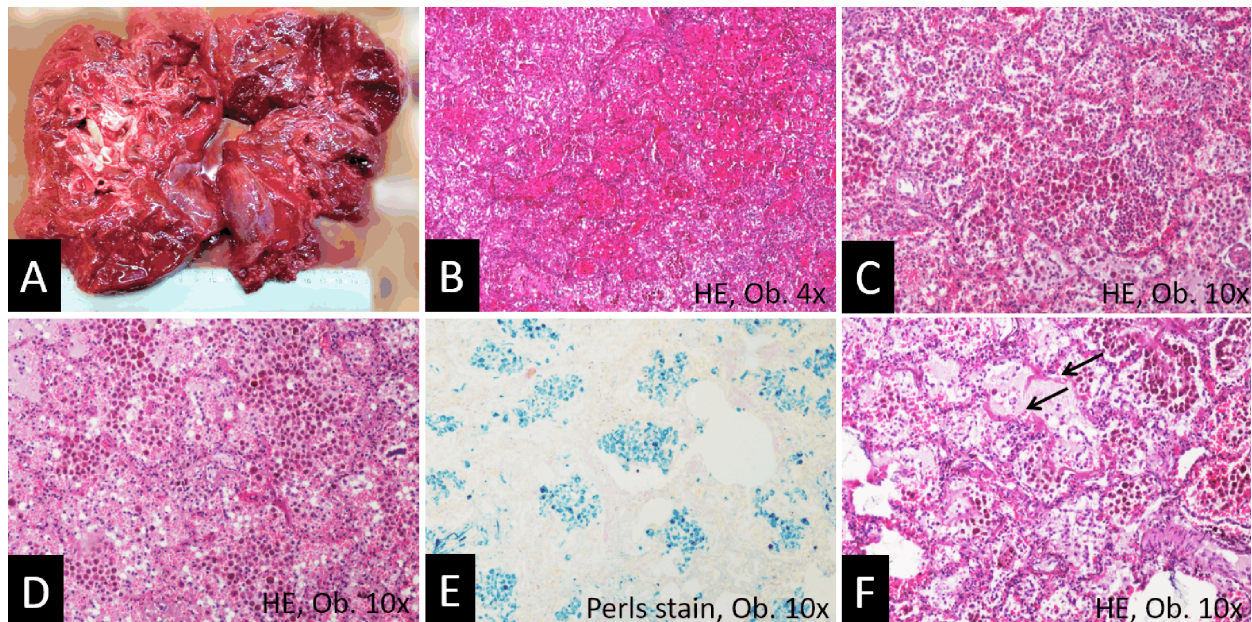 A
B
HE, Ob. 4x
C
HE, Ob. 10x
D
HE, Ob. 10x
E
Perls stain, Ob. 10x
F
HE, Ob. 10x